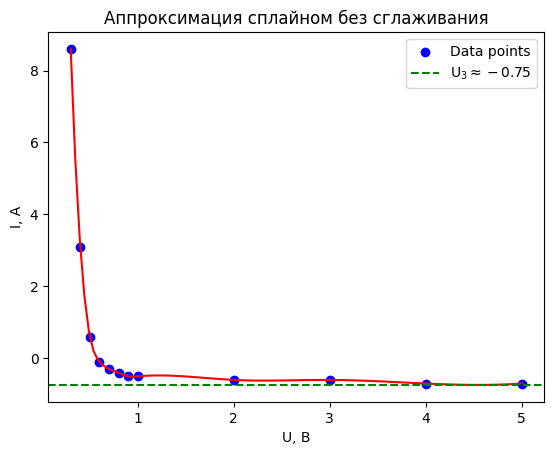 Аппроксимация сплайном без сглаживания
Data points
U₃ ≈ −0.75
I, А
8
6
4
2
0
1
2
3
4
5
U, В